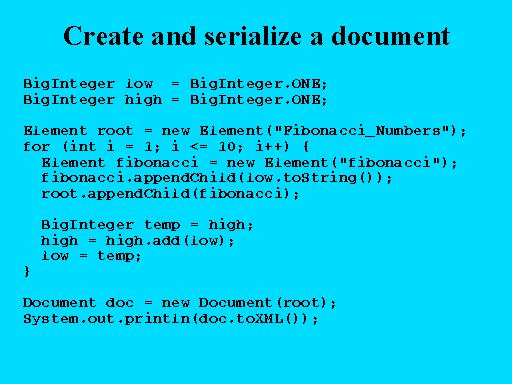 Create and serialize a document
BigInteger low  = BigInteger.ONE;
BigInteger high = BigInteger.ONE;
Element root = new Element("Fibonacci_Numbers");
for (int i = 1; i <= 10; i++) {
  Element fibonacci = new Element("fibonacci");
  fibonacci.appendChild(low.toString());
  root.appendChild(fibonacci);
  BigInteger temp = high;
  high = high.add(low);
  low = temp;
}
Document doc = new Document(root);
System.out.println(doc.toXML());